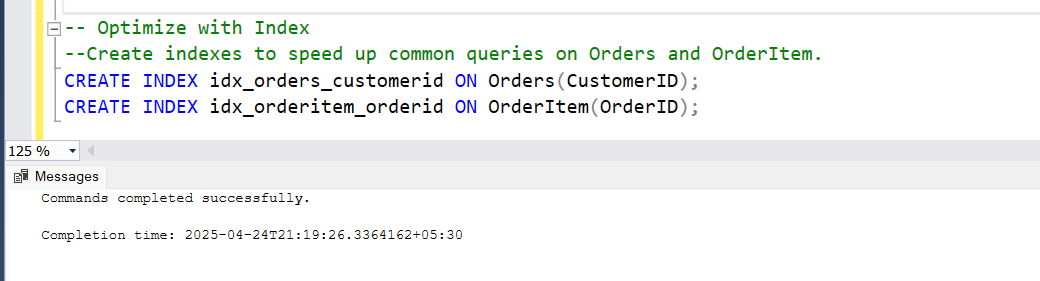 -- Optimize with Index
--Create indexes to speed up common queries on Orders and OrderItem.
CREATE INDEX idx_orders_customerid ON Orders(CustomerID);
CREATE INDEX idx_orderitem_orderid ON OrderItem(OrderID);
125 %
Messages
Commands completed successfully.
Completion time: 2025-04-24T21:19:26.3364162+05:30